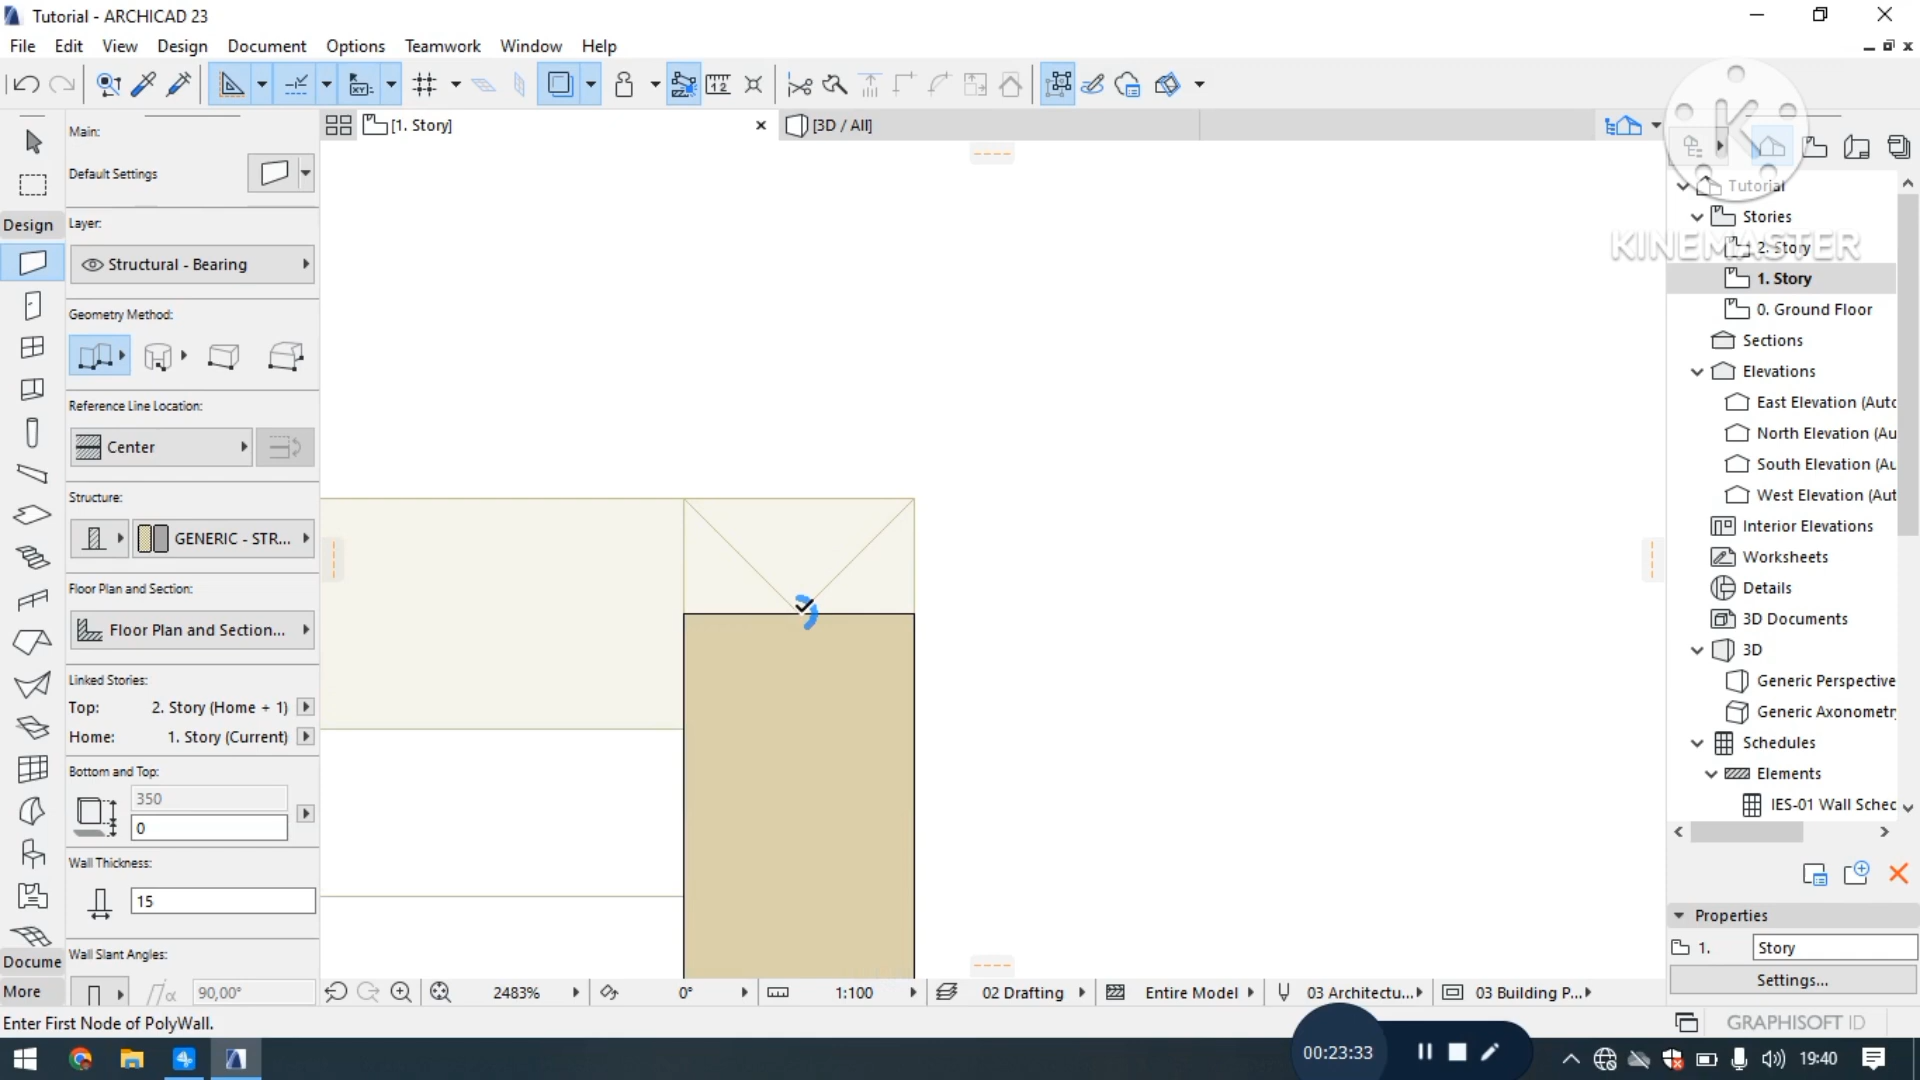 Tutorial - ARCHICAD 23
File Edit View Design Document Options Teamwork Window Help
XY:
12
[1. Story]
[3D / All]
Main:
Default Settings
Design
Layer:
Structural - Bearing
Geometry Method:
Reference Line Location:
Center
Structure:
GENERIC - STR...
Floor Plan and Section:
Floor Plan and Section...
Linked Stories:
Top: 2. Story (Home + 1)
Home: 1. Story (Current)
Bottom and Top:
350
0
Wall Thickness:
15
Wall Slant Angles:
α 90,00°
Docume
More
Enter First Node of PolyWall.
2483%
0°
1:100
02 Drafting
Entire Model
03 Architectu...
03 Building P...
K
KINEMASTER
Tutorial
Stories
2. Story
1. Story
0. Ground Floor
Sections
Elevations
East Elevation (Auto
North Elevation (Au
South Elevation (Au
West Elevation (Aut
Interior Elevations
Worksheets
Details
3D Documents
3D
Generic Perspective
Generic Axonometr
Schedules
Elements
IES-01 Wall Sched
Properties
1. Story
Settings...
GRAPHISOFT ID
00:23:33
19:40